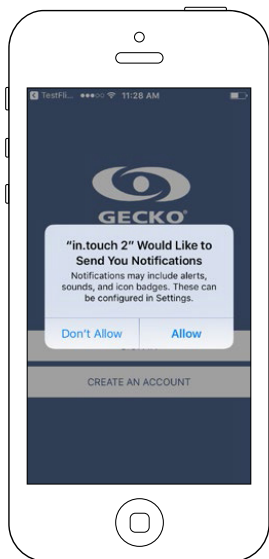 TestFli... 11:28 AM
GECKO®
"in.touch 2" Would Like to
Send You Notifications
Notifications may include alerts,
sounds, and icon badges. These can
be configured in Settings.
Don't Allow Allow
CREATE AN ACCOUNT